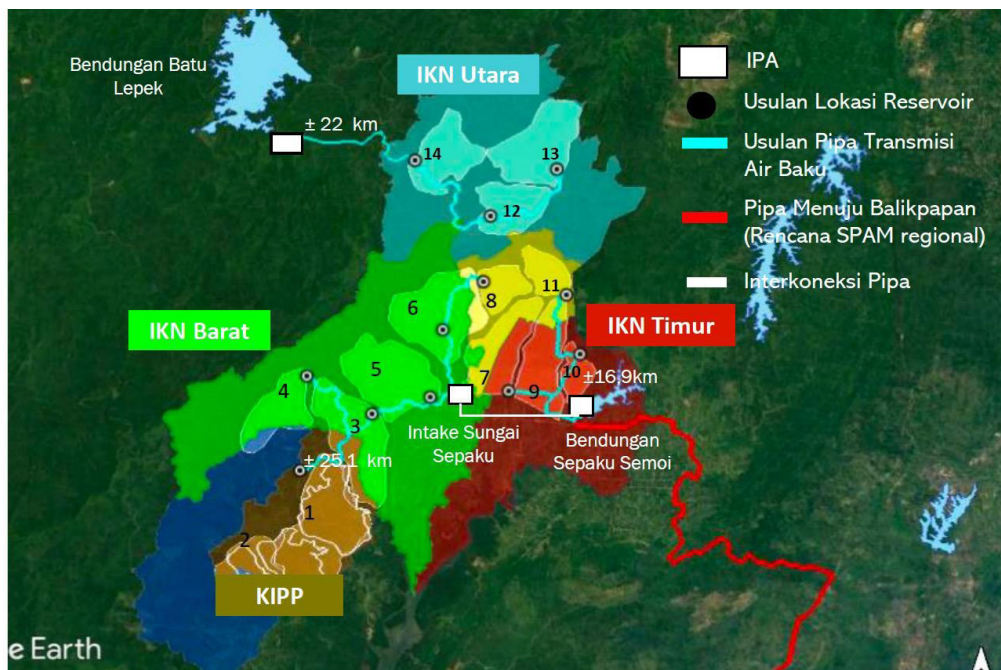 Bendungan Batu
Lepek
± 22 km
IKN Utara
14
13
12
IPA
Usulan Lokasi Reservoir
Usulan Pipa Transmisi
Air Baku
Pipa Menuju Balikpapan
(Rencana SPAM regional)
Interkoneksi Pipa
6
8
11
IKN Barat
IKN Timur
5
4
3
7
9
10
±16,9km
Intake Sungai
Sepaku
Bendungan
Sepaku Semoi
± 25,1 km
1
2
KIPP
e Earth